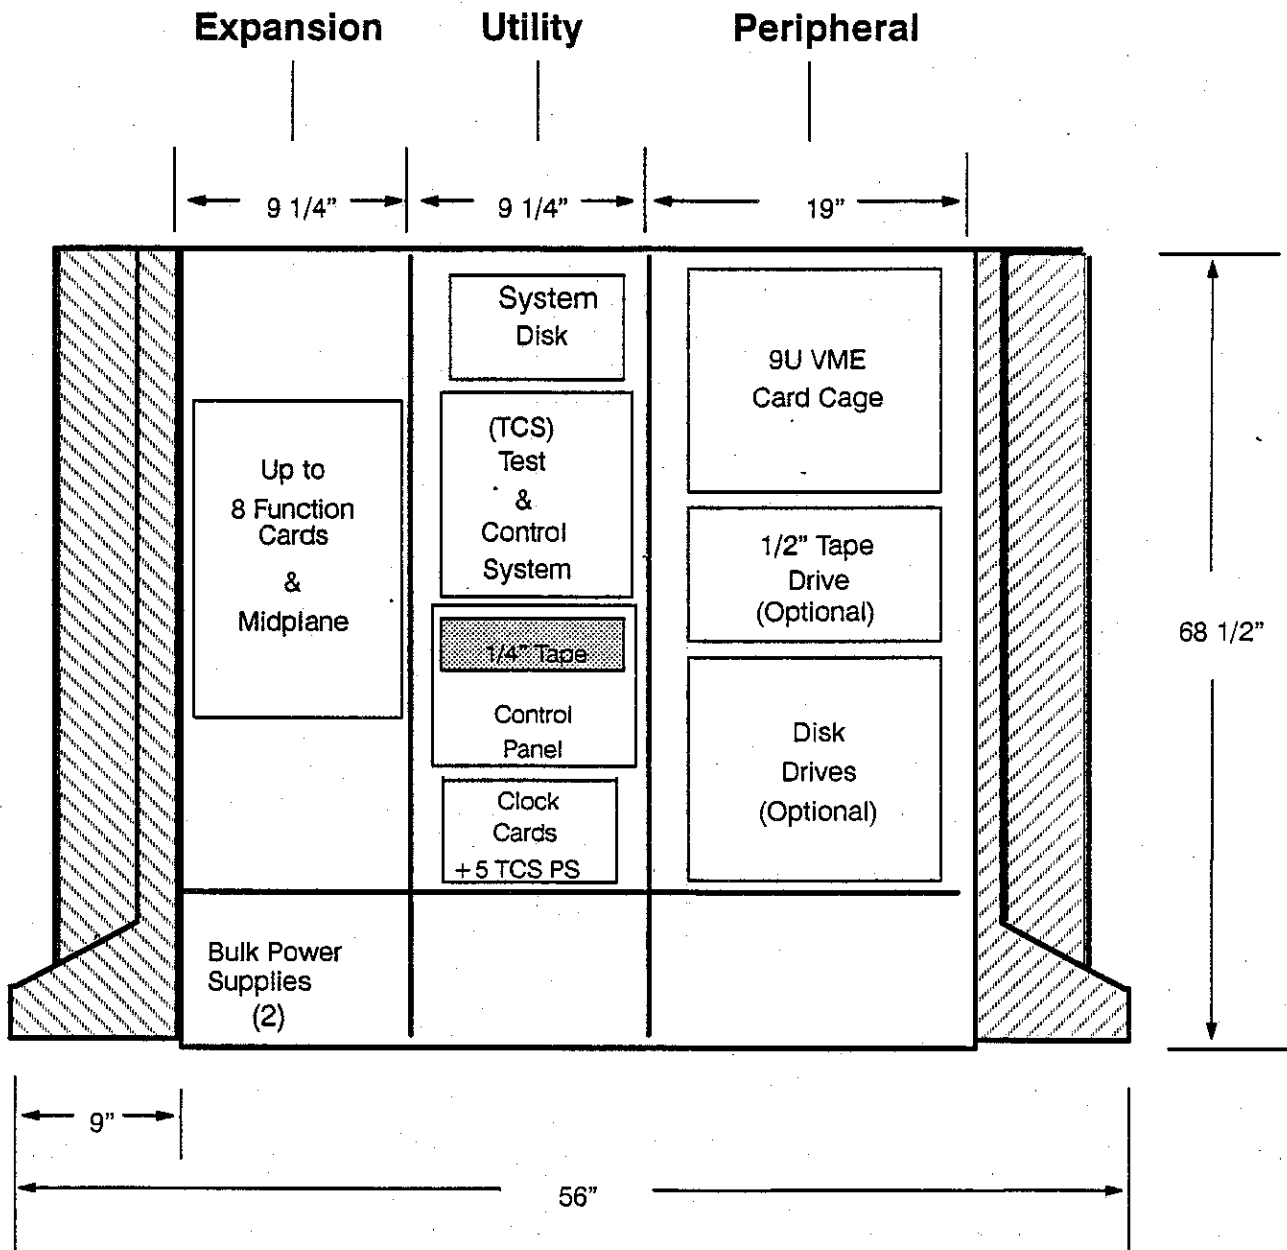 Expansion Utility Peripheral
9 1/4" 9 1/4" 19"
System
Disk
9U VME
Card Cage
(TCS)
Test
&
Control
System
Up to
8 Function
Cards
&
Midplane
1/2" Tape
Drive
(Optional)
68 1/2"
1/4" Tape
Control
Panel
Disk
Drives
(Optional)
Clock
Cards
+5 TCS PS
Bulk Power
Supplies
(2)
9"
56"